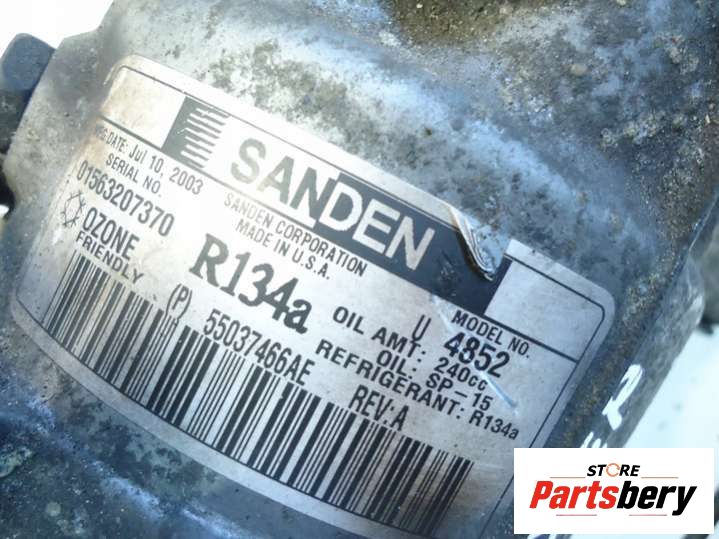 SANDEN
MFG.DATE: Jul 10, 2003
SERIAL NO.
01563207370
SANDEN CORPORATION
MADE IN U.S.A.
OZONE
FRIENDLY
R134a
MODEL NO.
U 4852
OIL AMT: 240cc
OIL: SP-15
REFRIGERANT: R134a
(P) 55037466AE
REV:A
STORE
Partsbery